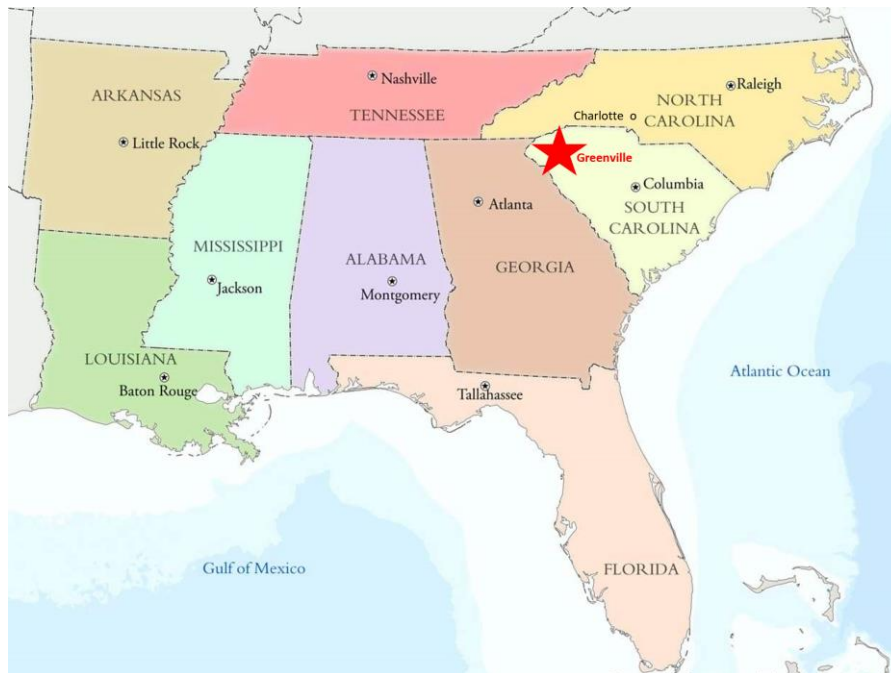 Nashville
Raleigh
ARKANSAS
NORTH
CAROLINA
TENNESSEE
Charlotte
Little Rock
Greenville
Columbia
Atlanta
SOUTH
CAROLINA
MISSISSIPPI
ALABAMA
GEORGIA
Jackson
Montgomery
LOUISIANA
Baton Rouge
Tallahassee
Atlantic Ocean
Gulf of Mexico
FLORIDA